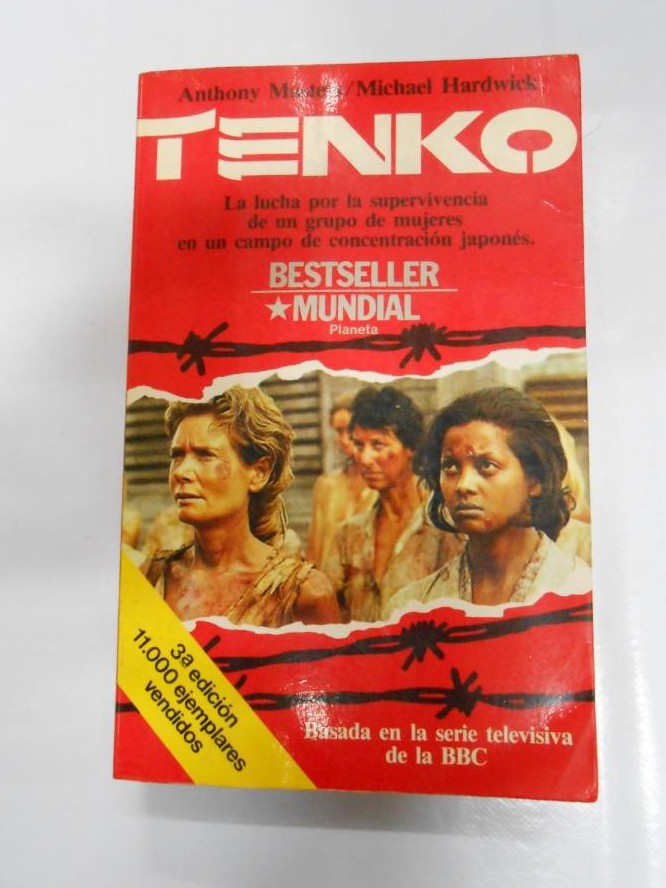 Anthony Masters/Michael Hardwick
TENKO
La lucha por la supervivencia
de un grupo de mujeres
en un campo de concentración japonés.
BESTSELLER
★MUNDIAL
Planeta
3a edición
11.000 ejemplares
vendidos
Basada en la serie televisiva
de la BBC